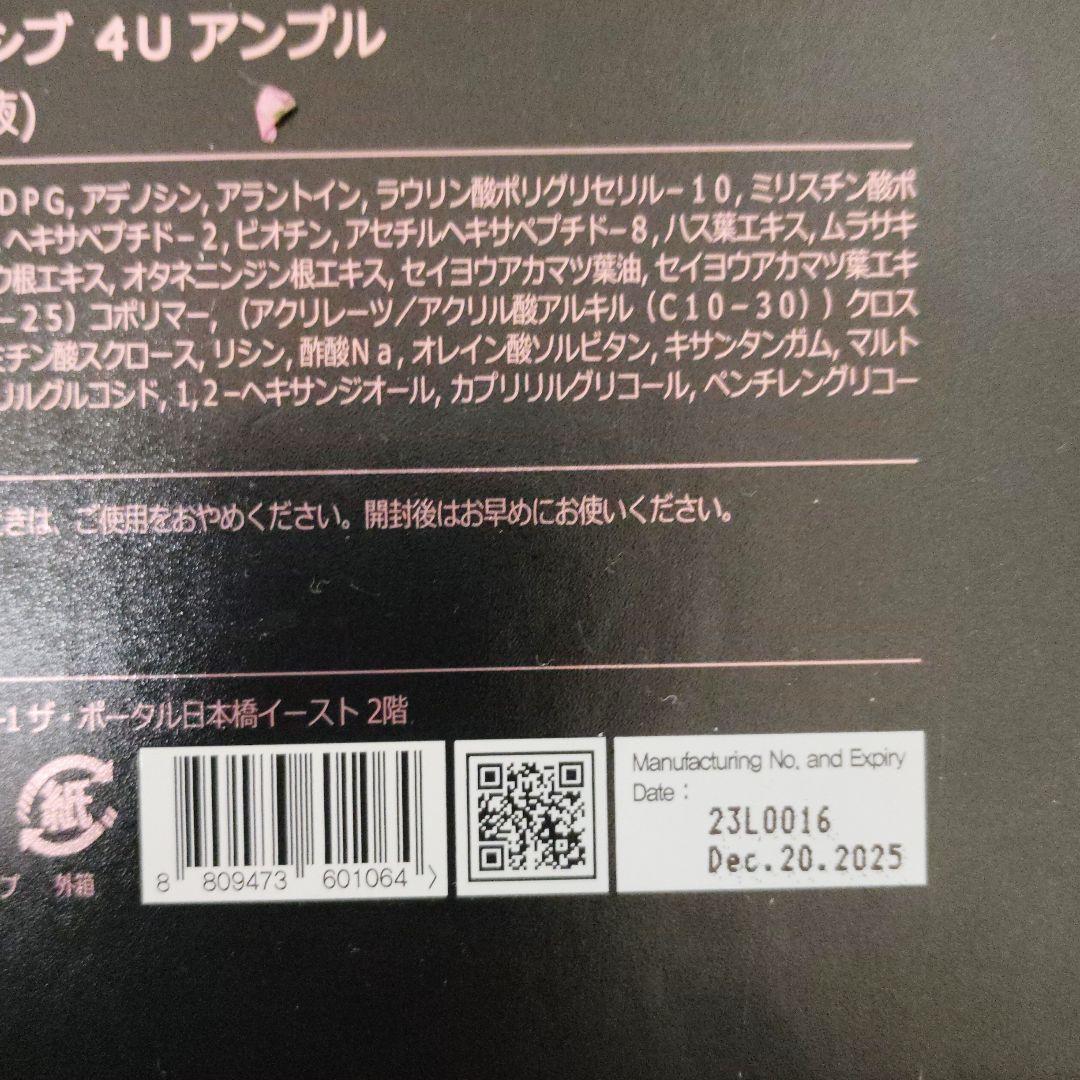 シブ 4U アンプル
液)
DPG, アデノシン, アラントイン, ラウリン酸ポリグリセリル－10, ミリスチン酸ポ
ヘキサペプチド－2, ビオチン, アセチルヘキサペプチド－8, ハス葉エキス, ムラサキ
ウ根エキス, オタネニンジン根エキス, セイヨウアカマツ葉油, セイヨウアカマツ葉エキ
－25）コポリマー,（アクリレーツ／アクリル酸アルキル（C10－30））クロス
ミチン酸スクロース, リシン, 酢酸Na, オレイン酸ソルビタン, キサンタンガム, マルト
リルグルコシド, 1,2－ヘキサンジオール, カプリリルグリコール, ペンチレングリコー
ときは、ご使用をおやめください。開封後はお早めにお使いください。
-1 ザ・ポータル日本橋イースト 2階
紙
プ 外箱
8 809473 601064 >
Manufacturing No. and Expiry
Date :
23L0016
Dec.20.2025